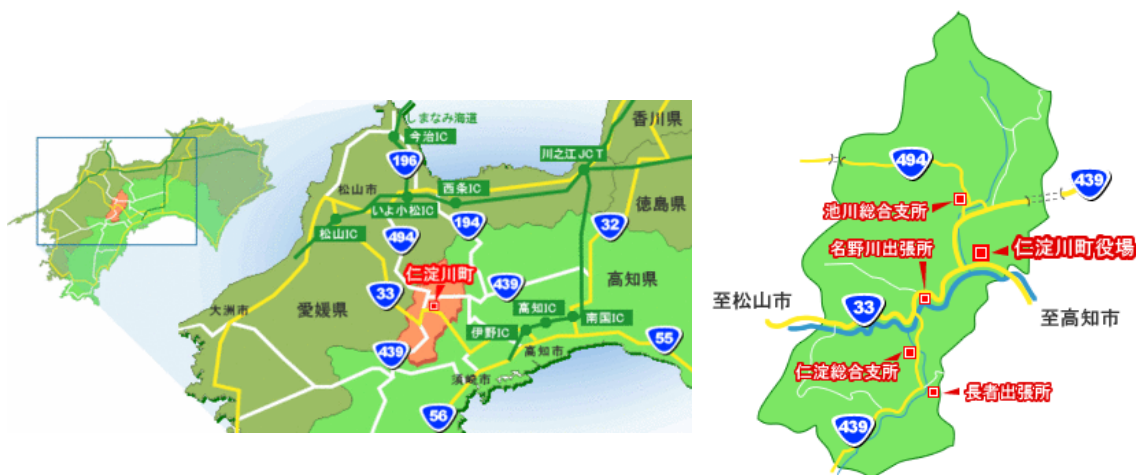 しまなみ海道
今治IC
香川県
196
川之江JCT
松山市
西条IC
いよ小松IC
徳島県
194
松山IC
32
494
仁淀川町
高知県
439
33
愛媛県
大洲市
高知IC
南国IC
伊野IC
55
439
高知市
須崎市
56
494
439
池川総合支所
名野川出張所
仁淀川町役場
至松山市
33
至高知市
仁淀総合支所
長者出張所
439